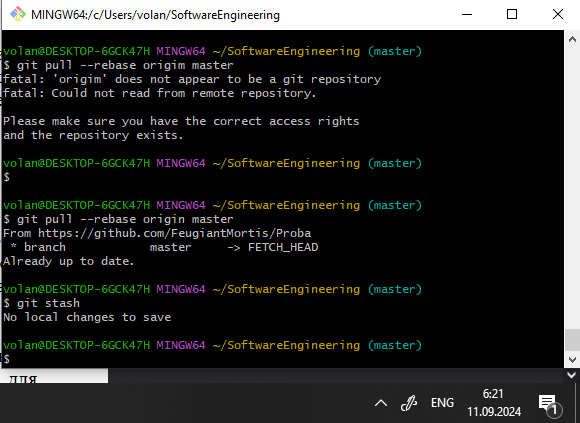 MINGW64:/c/Users/volan/SoftwareEngineering
volan@DESKTOP-6GCK47H MINGW64 ~/SoftwareEngineering (master)
$ git pull --rebase origim master
fatal: 'origim' does not appear to be a git repository
fatal: Could not read from remote repository.
Please make sure you have the correct access rights
and the repository exists.
volan@DESKTOP-6GCK47H MINGW64 ~/SoftwareEngineering (master)
$
volan@DESKTOP-6GCK47H MINGW64 ~/SoftwareEngineering (master)
$ git pull --rebase origin master
From https://github.com/FeugiantMortis/Proba
 * branch            master     -> FETCH_HEAD
Already up to date.
volan@DESKTOP-6GCK47H MINGW64 ~/SoftwareEngineering (master)
$ git stash
No local changes to save
volan@DESKTOP-6GCK47H MINGW64 ~/SoftwareEngineering (master)
$
для
ENG
6:21
11.09.2024
1